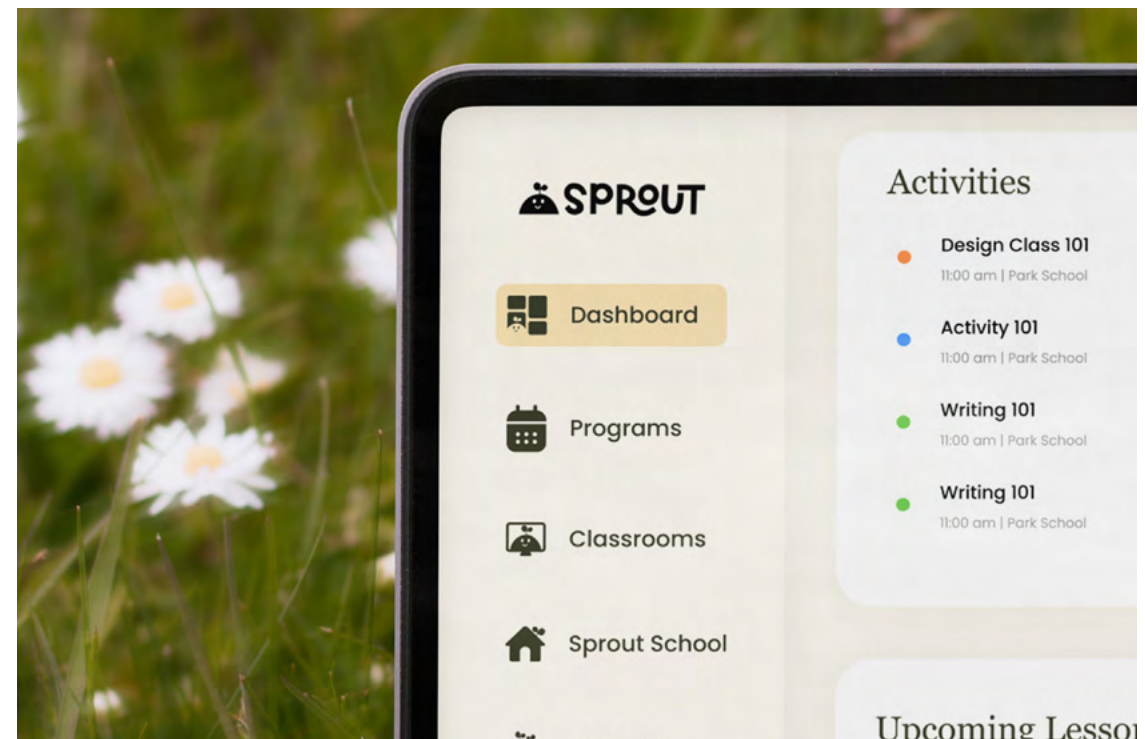 SPROUT
Dashboard
Programs
Classrooms
Sprout School
Activities
Design Class 101
11:00 am | Park School
Activity 101
11:00 am | Park School
Writing 101
11:00 am | Park School
Writing 101
11:00 am | Park School
Upcoming